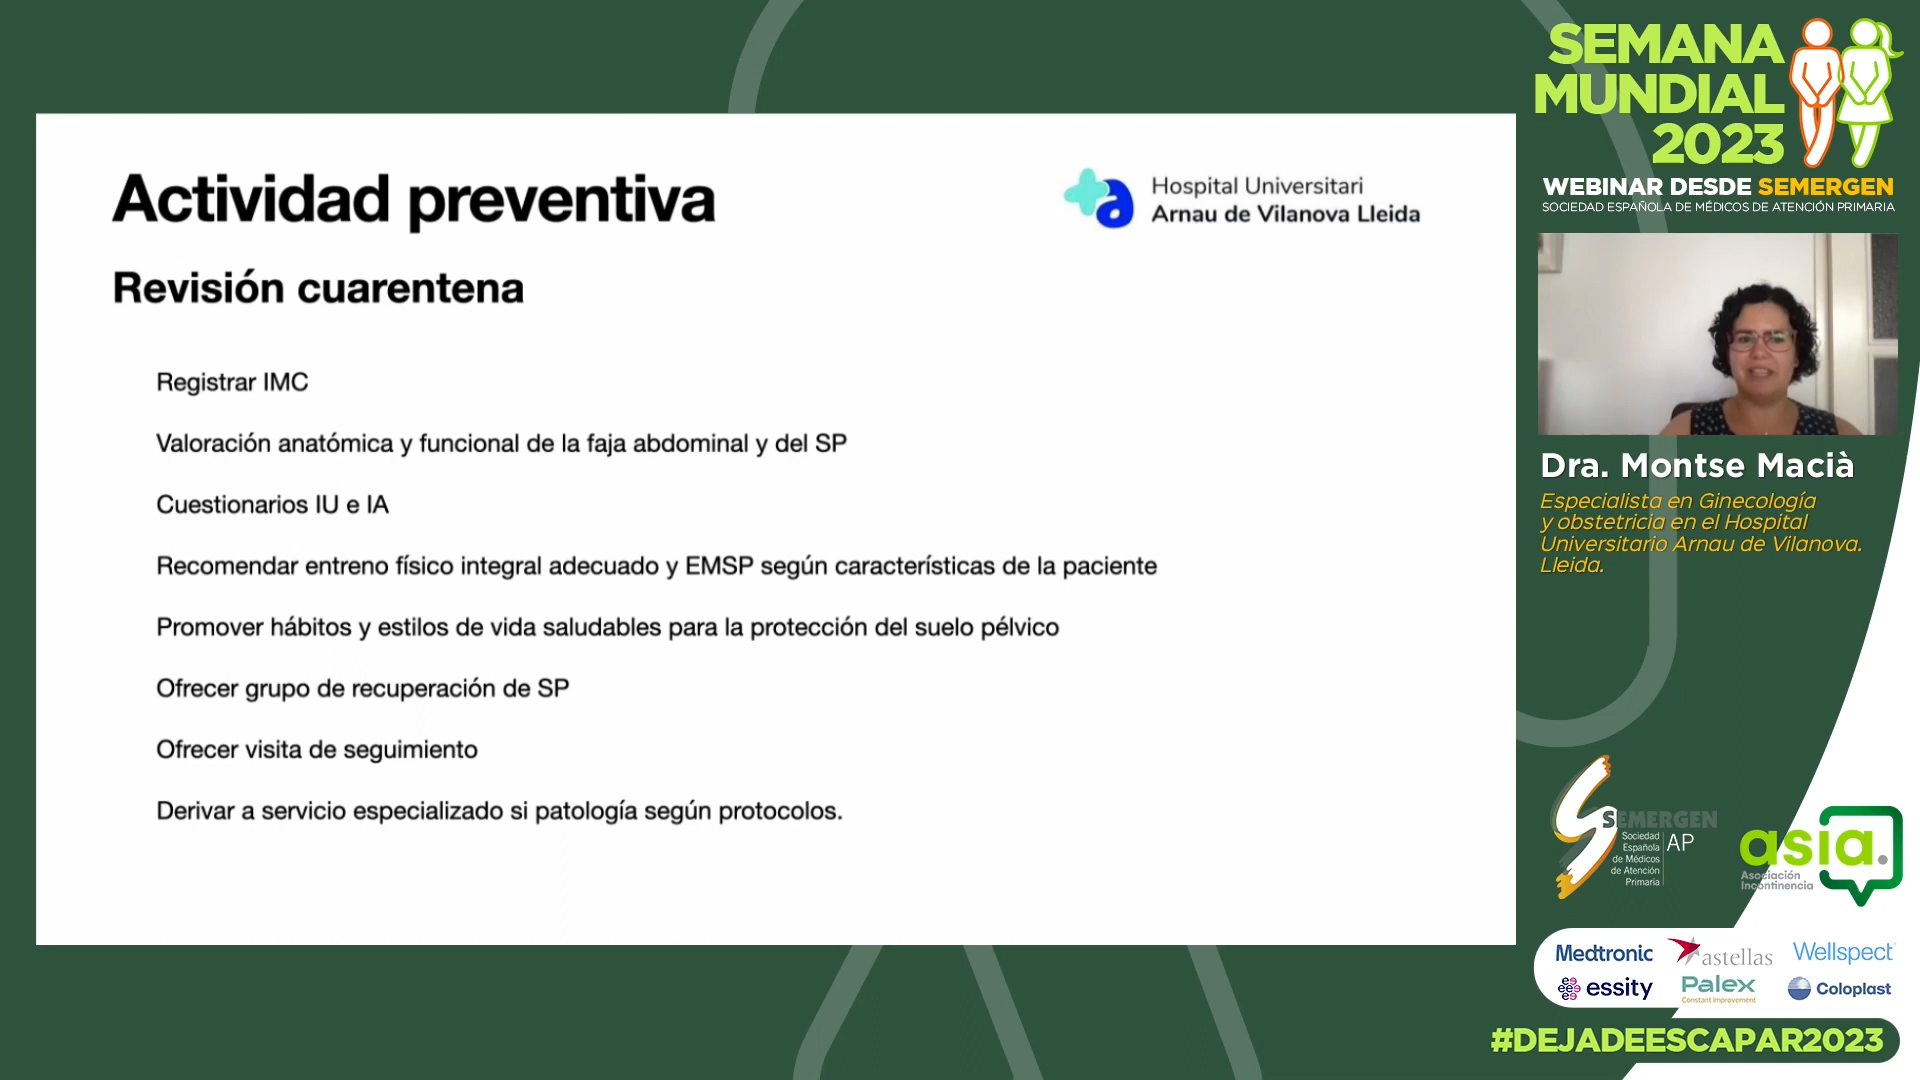 Actividad preventiva
Hospital Universitari
Arnau de Vilanova Lleida
Revisión cuarentena
Registrar IMC
Valoración anatómica y funcional de la faja abdominal y del SP
Cuestionarios IU e IA
Recomendar entreno físico integral adecuado y EMSP según características de la paciente
Promover hábitos y estilos de vida saludables para la protección del suelo pélvico
Ofrecer grupo de recuperación de SP
Ofrecer visita de seguimiento
Derivar a servicio especializado si patología según protocolos.
SEMANA
MUNDIAL
2023
WEBINAR DESDE SEMERGEN
SOCIEDAD ESPAÑOLA DE MÉDICOS DE ATENCIÓN PRIMARIA
Dra. Montse Macià
Especialista en Ginecología
y obstetricia en el Hospital
Universitario Arnau de Vilanova.
Lleida.
SEMERGEN
Sociedad
Española
de Médicos
de Atención
Primaria
AP
asia.
Asociación
Incontinencia
Medtronic
astellas
Wellspect
essity
Palex
Constant Improvement
Coloplast
#DEJADEESCAPAR2023